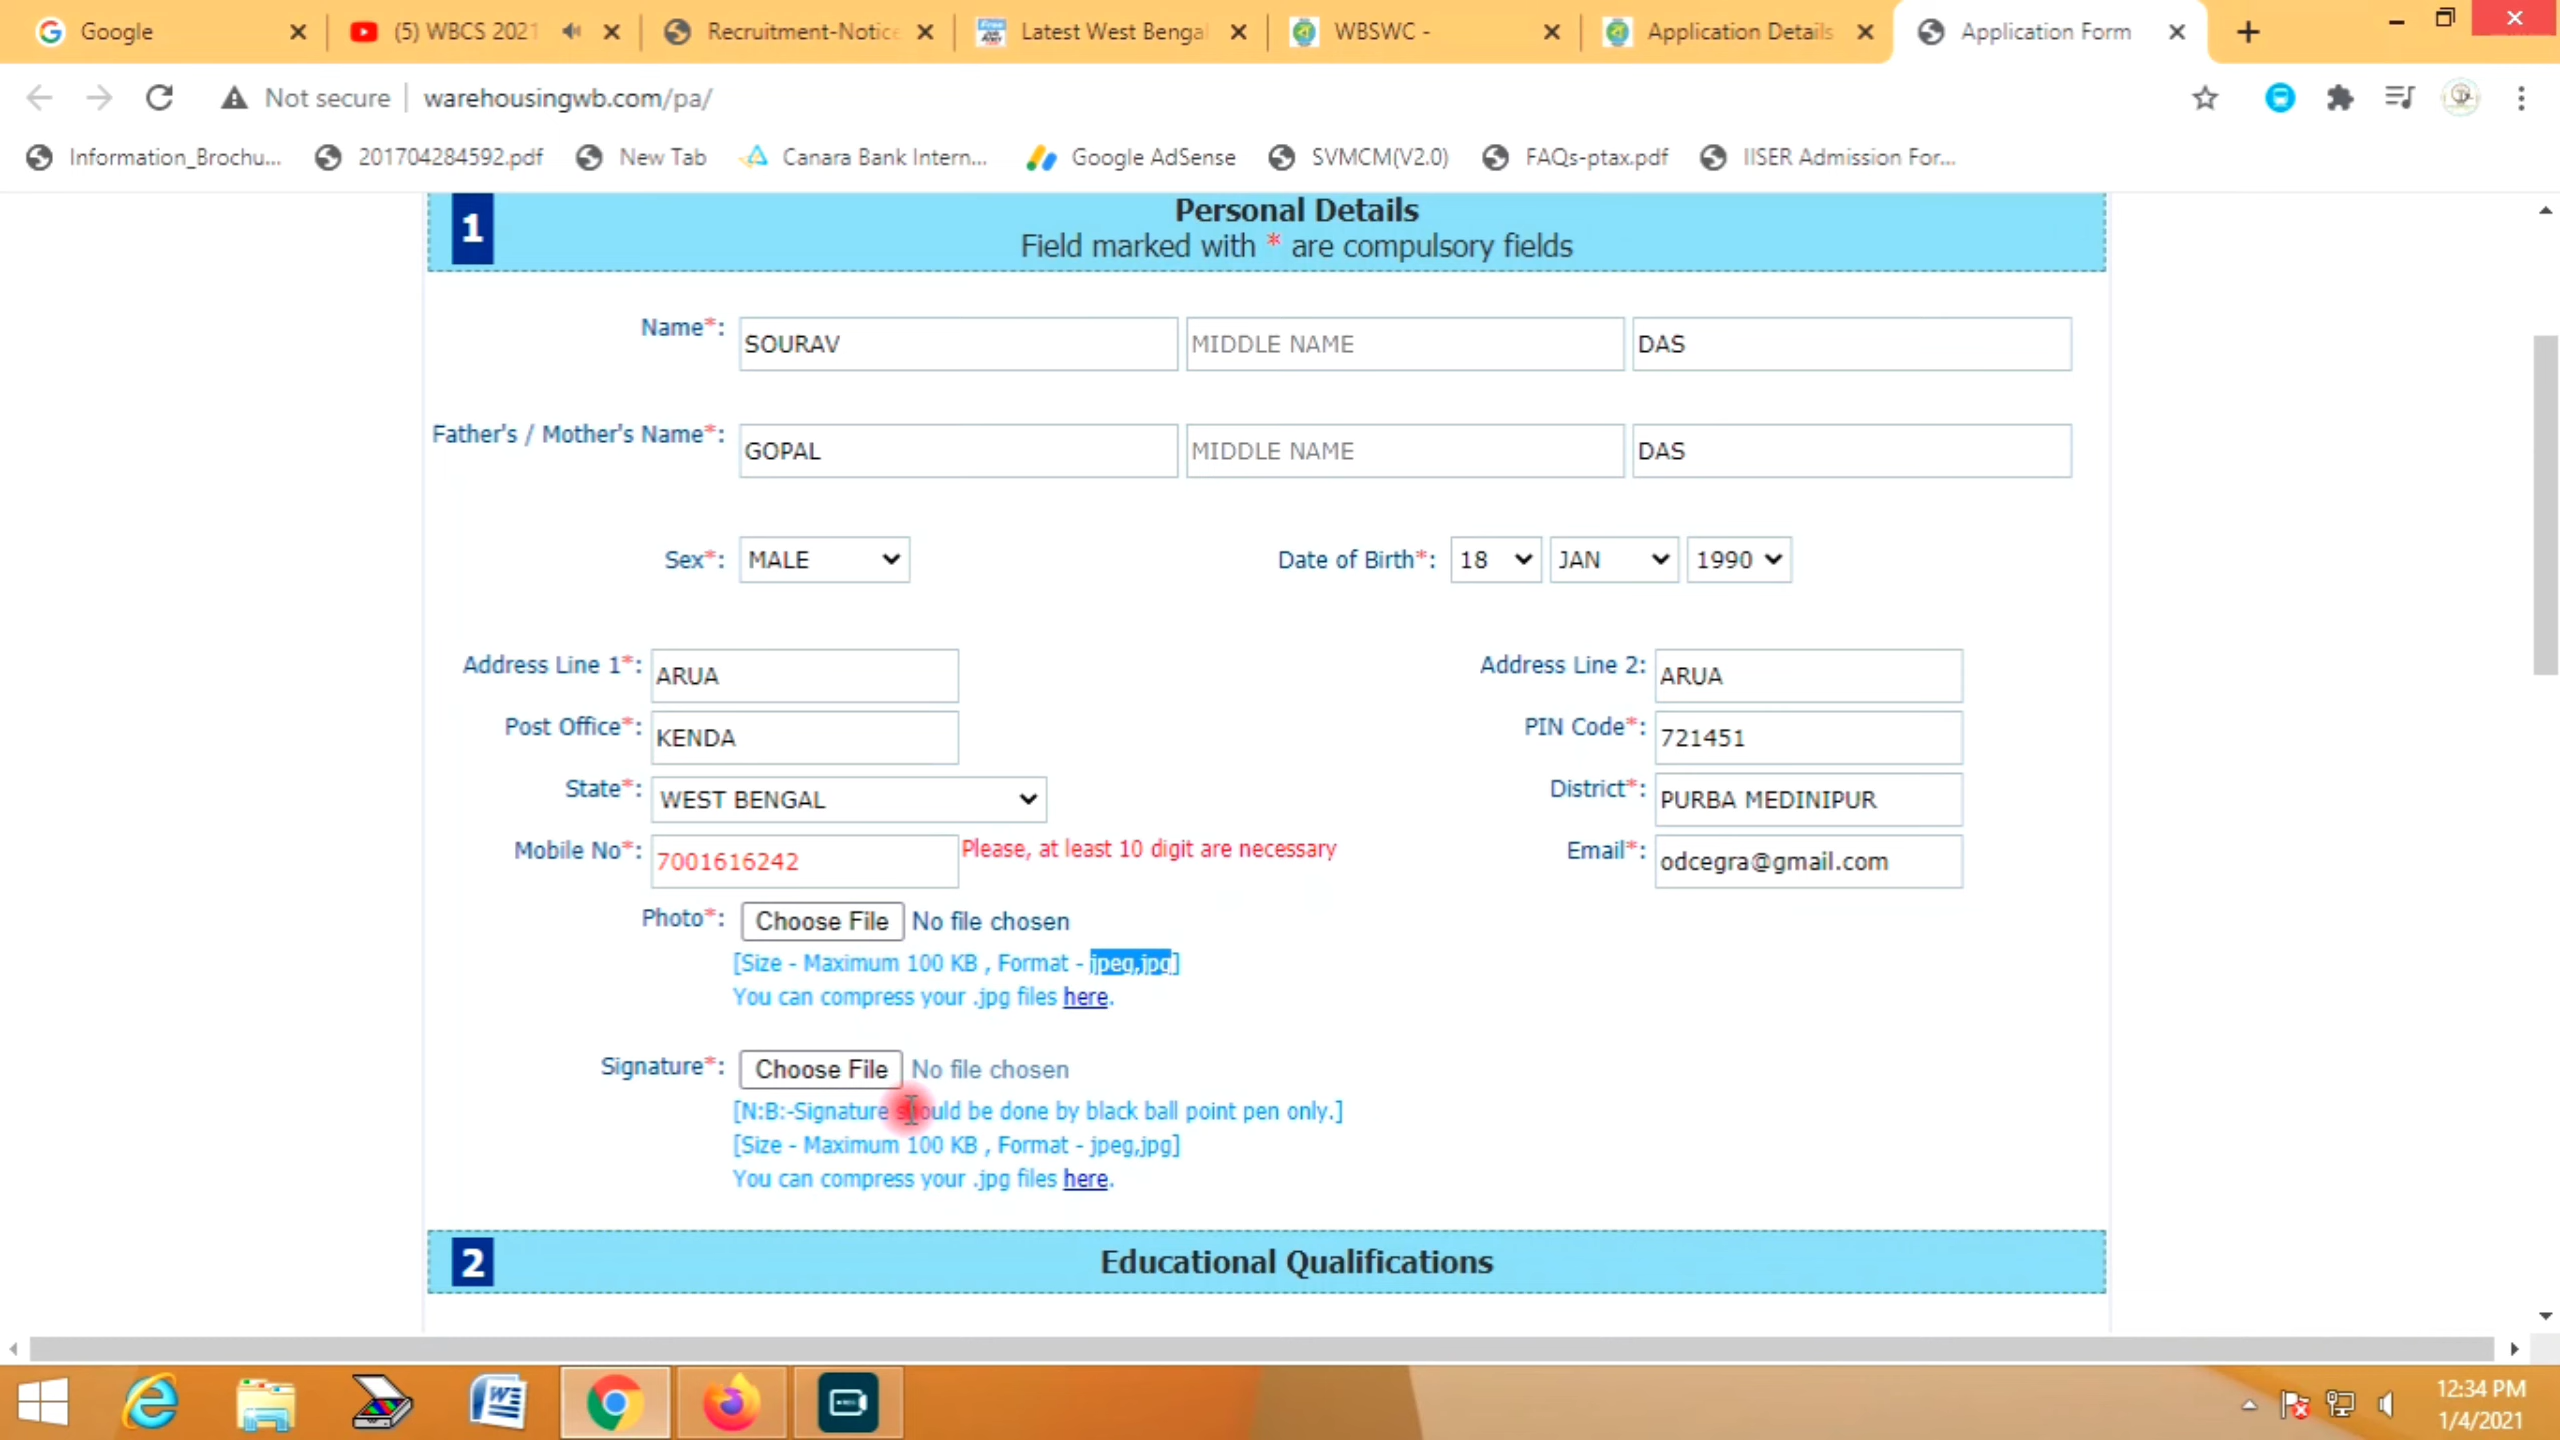 Google
(5) WBCS 2021
Recruitment-Notice
Latest West Bengal
WBSWC -
Application Details
Application Form
Not secure
warehousingwb.com/pa/
Information_Brochu...
201704284592.pdf
New Tab
Canara Bank Intern...
Google AdSense
SVMCM(V2.0)
FAQs-ptax.pdf
IISER Admission For...
1
Personal Details
Field marked with * are compulsory fields
Name*: SOURAV MIDDLE NAME DAS
Father's / Mother's Name*: GOPAL MIDDLE NAME DAS
Sex*: MALE Date of Birth*: 18 JAN 1990
Address Line 1*: ARUA Address Line 2: ARUA
Post Office*: KENDA PIN Code*: 721451
State*: WEST BENGAL District*: PURBA MEDINIPUR
Mobile No*: 7001616242 Please, at least 10 digit are necessary Email*: odcegra@gmail.com
Photo*: Choose File No file chosen
[Size - Maximum 100 KB , Format - jpeg,jpg]
You can compress your .jpg files here.
Signature*: Choose File No file chosen
[N:B:-Signature should be done by black ball point pen only.]
[Size - Maximum 100 KB , Format - jpeg,jpg]
You can compress your .jpg files here.
2
Educational Qualifications
12:34 PM
1/4/2021